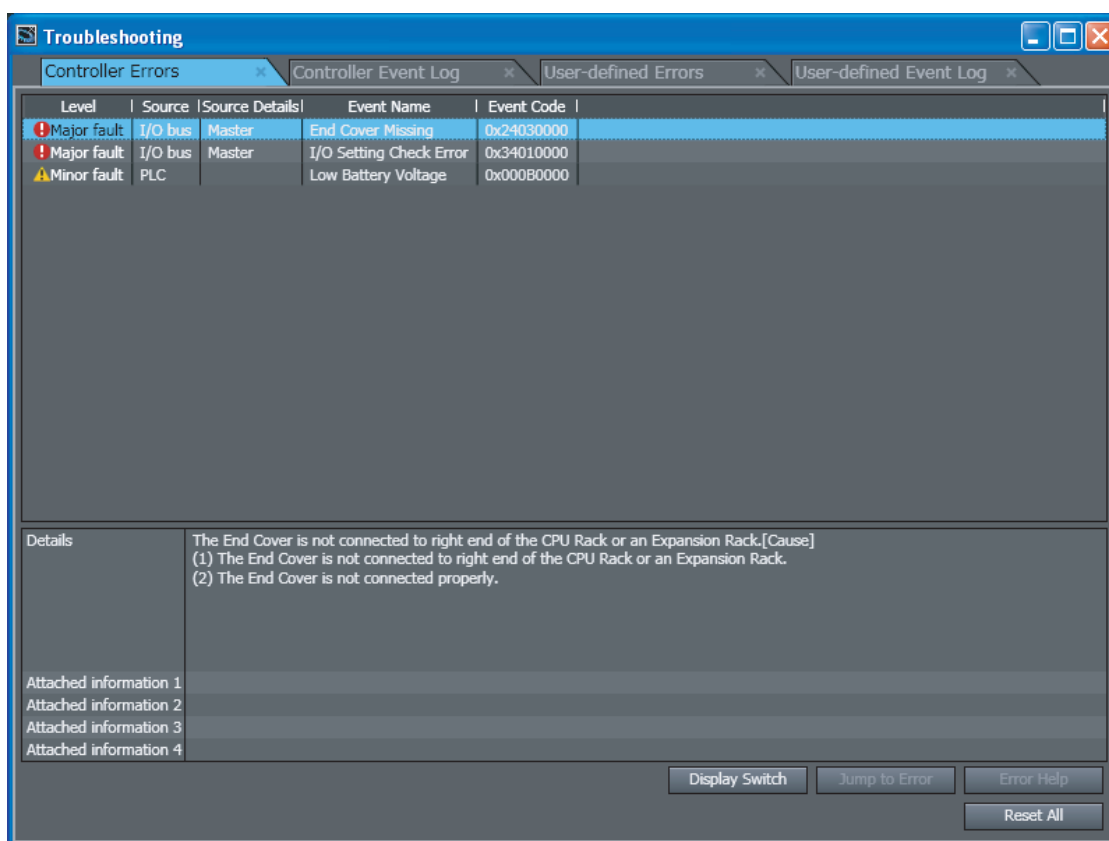 Troubleshooting
Controller Errors × Controller Event Log × User-defined Errors × User-defined Event Log ×
Level Source Source Details Event Name Event Code
Major fault I/O bus Master End Cover Missing 0x24030000
Major fault I/O bus Master I/O Setting Check Error 0x34010000
Minor fault PLC Low Battery Voltage 0x000B0000
Details The End Cover is not connected to right end of the CPU Rack or an Expansion Rack.[Cause]
(1) The End Cover is not connected to right end of the CPU Rack or an Expansion Rack.
(2) The End Cover is not connected properly.
Attached information 1
Attached information 2
Attached information 3
Attached information 4
Display Switch Jump to Error Error Help
Reset All